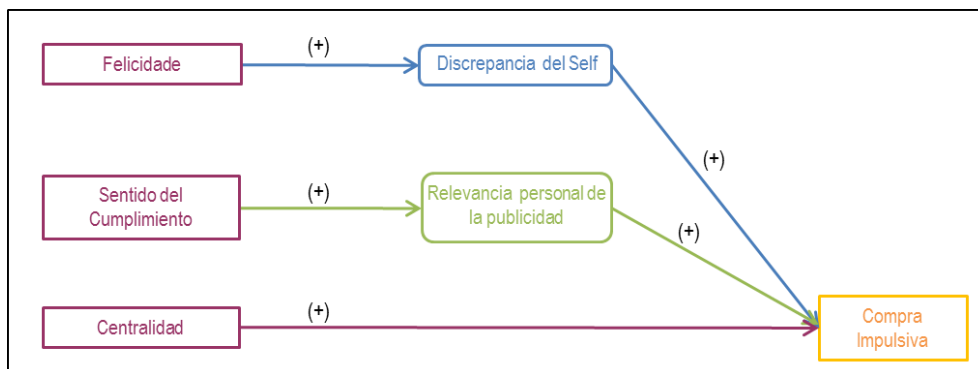 Felicidade
(+)
Discrepancia del Self
(+)
Sentido del
Cumplimiento
(+)
Relevancia personal de
la publicidad
(+)
Centralidad
(+)
Compra
Impulsiva